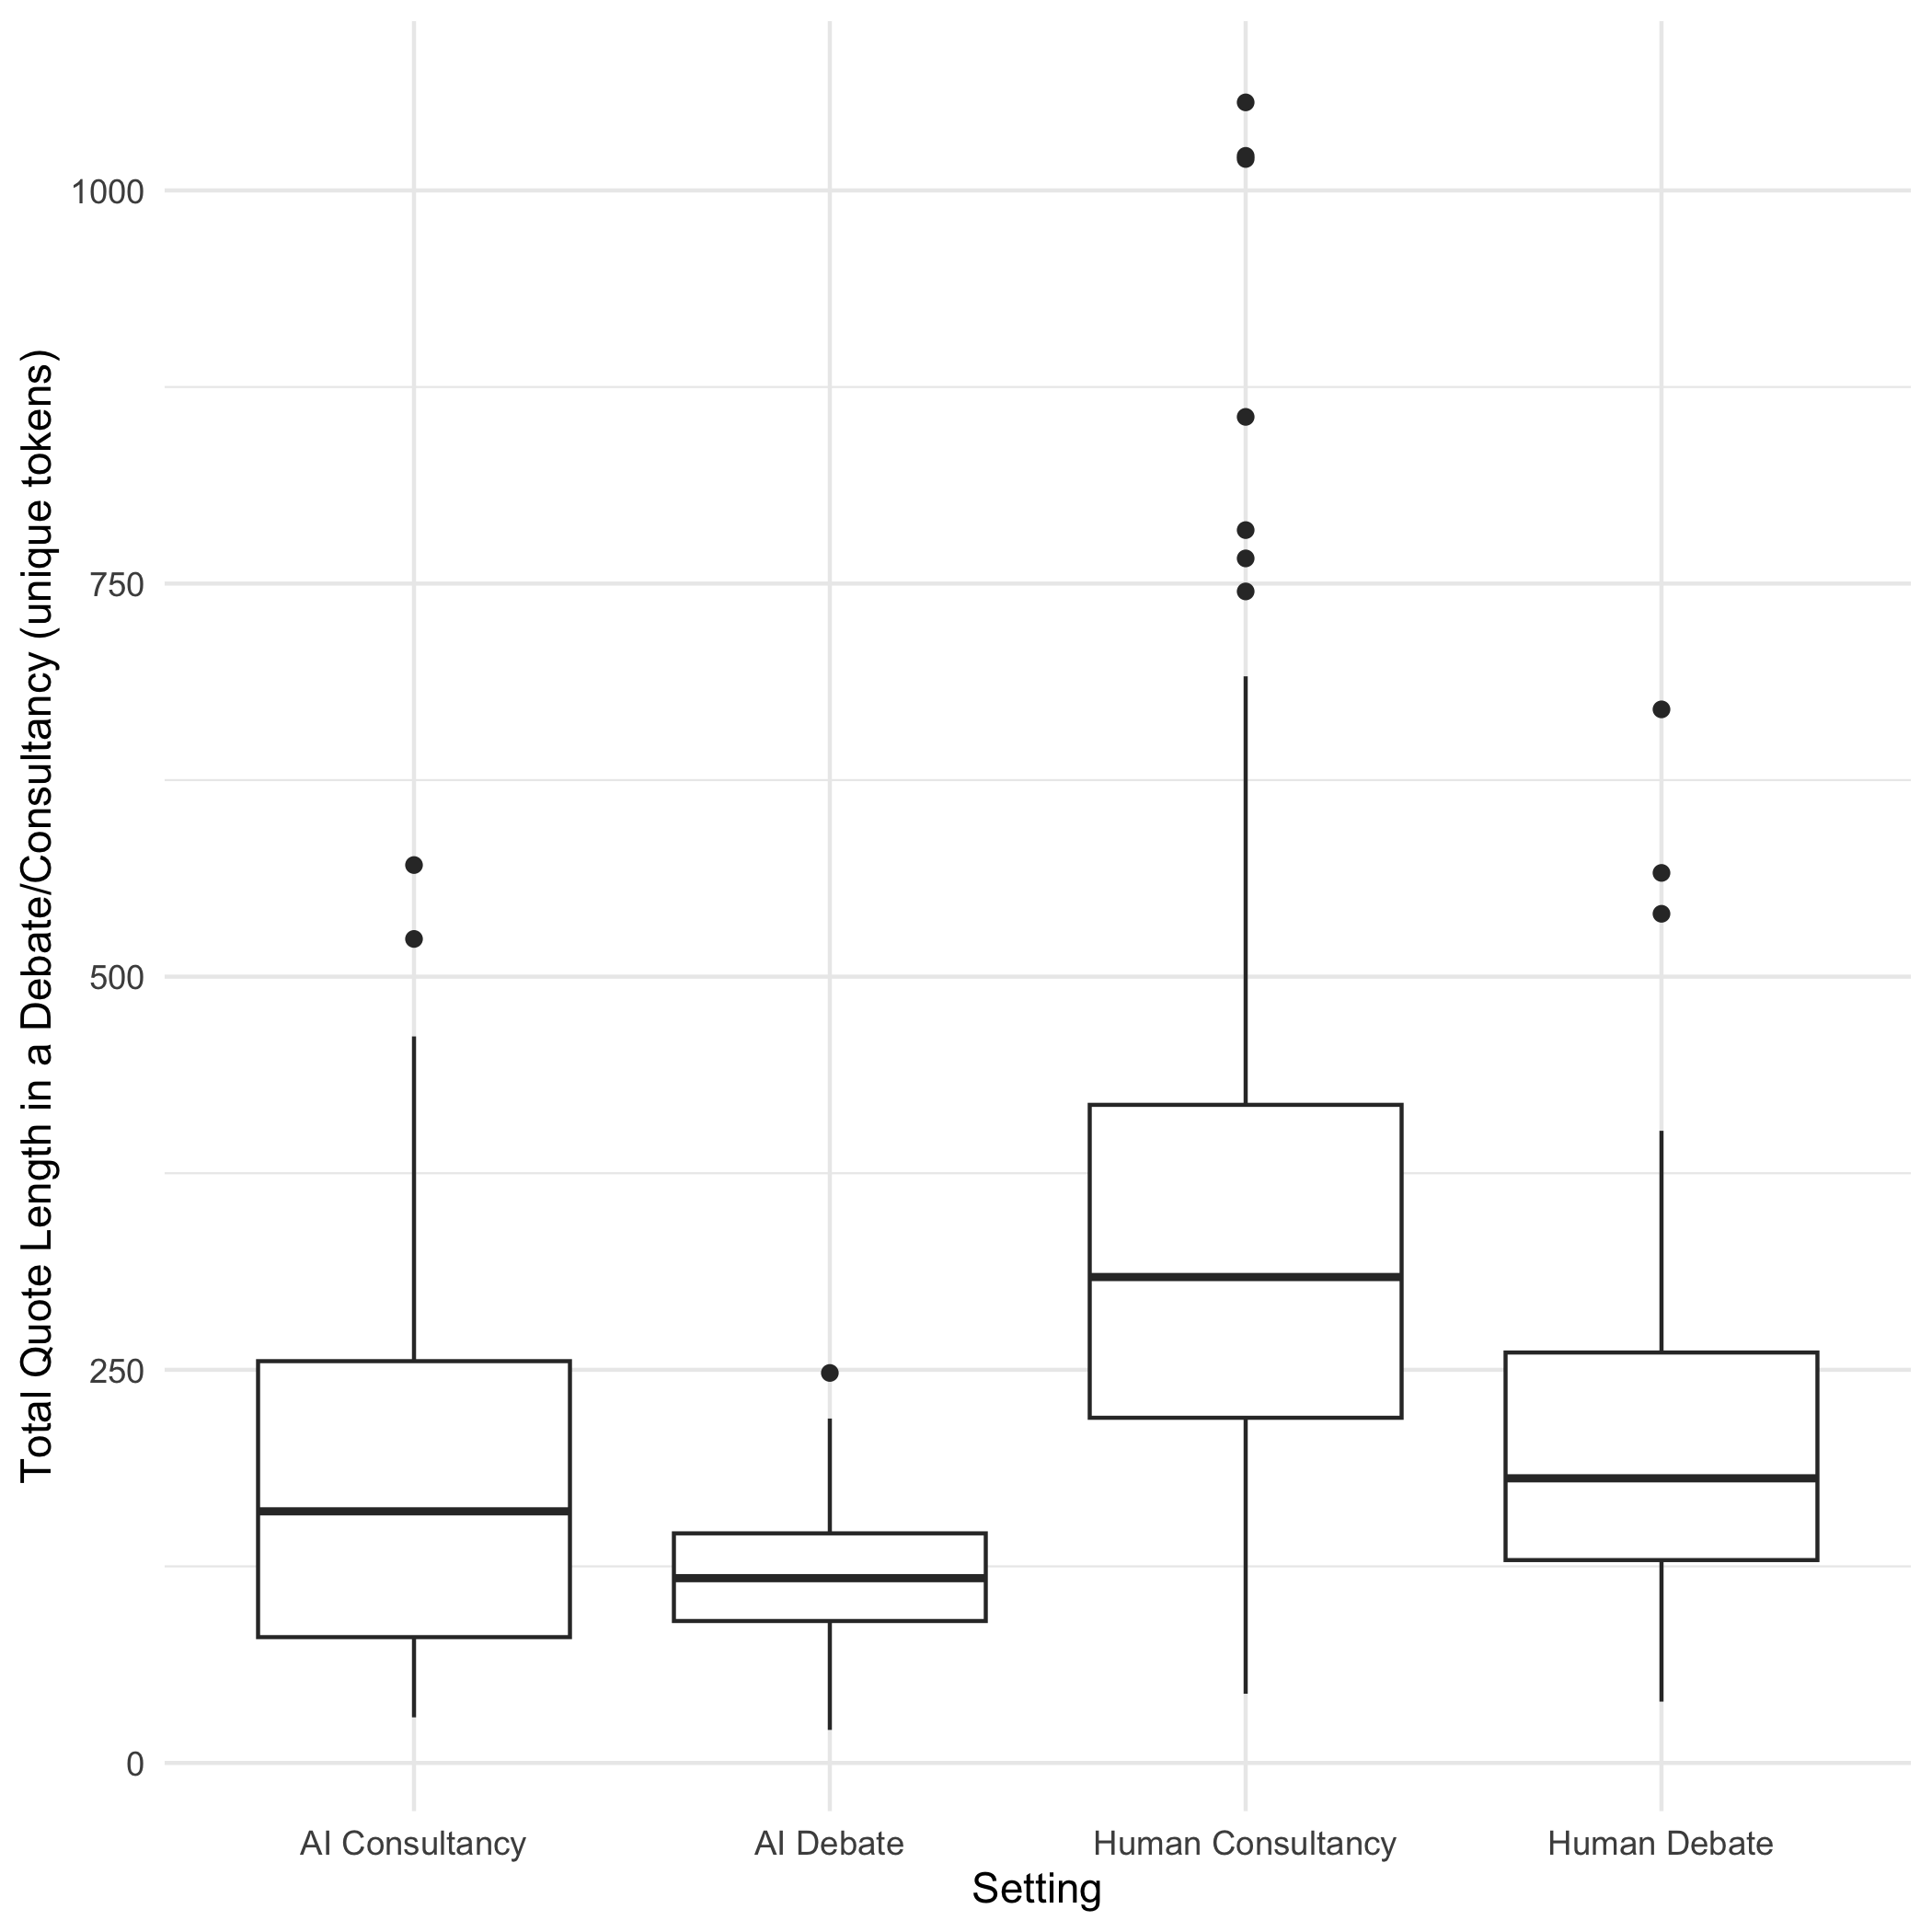 Total Quote Length in a Debate/Consultancy (unique tokens)
1000
750
500
250
0
AI Consultancy
AI Debate
Human Consultancy
Human Debate
Setting